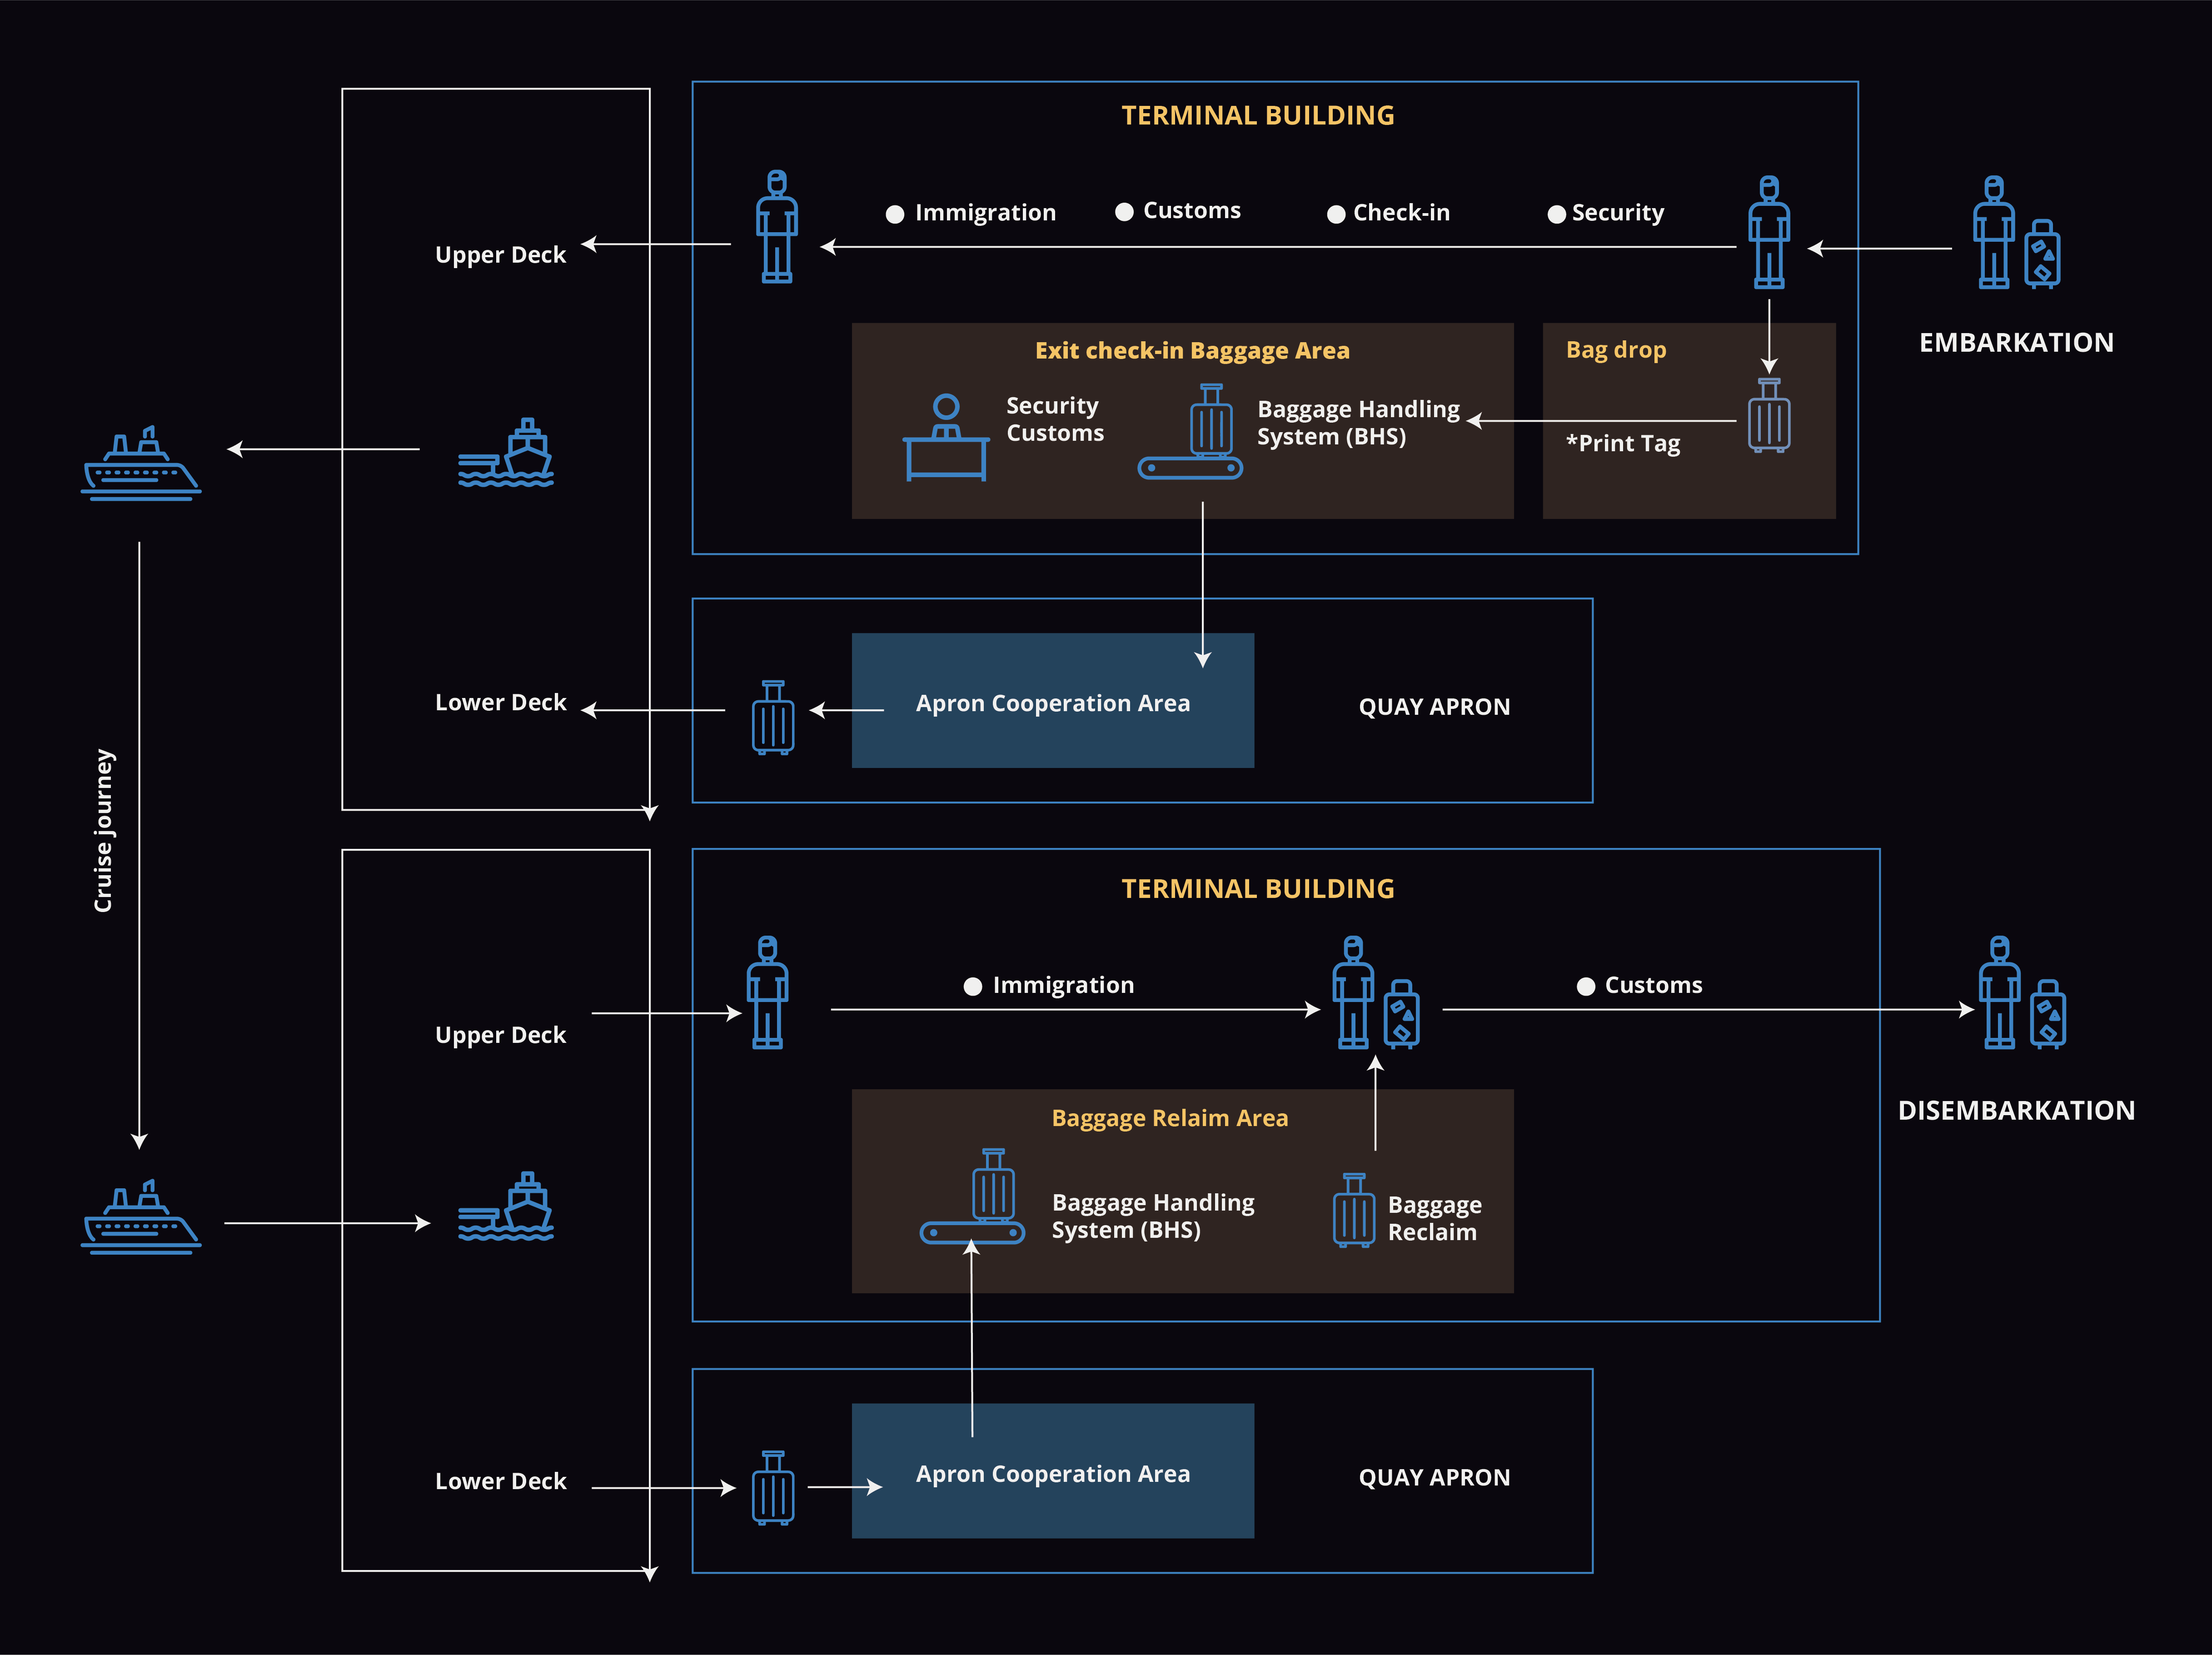 TERMINAL BUILDING
Immigration
Customs
Check-in
Security
Upper Deck
EMBARKATION
Exit check-in Baggage Area
Bag drop
Security
Customs
Baggage Handling
System (BHS)
*Print Tag
Lower Deck
Apron Cooperation Area
QUAY APRON
Cruise journey
TERMINAL BUILDING
Immigration
Customs
Upper Deck
DISEMBARKATION
Baggage Relaim Area
Baggage Handling
System (BHS)
Baggage
Reclaim
Lower Deck
Apron Cooperation Area
QUAY APRON